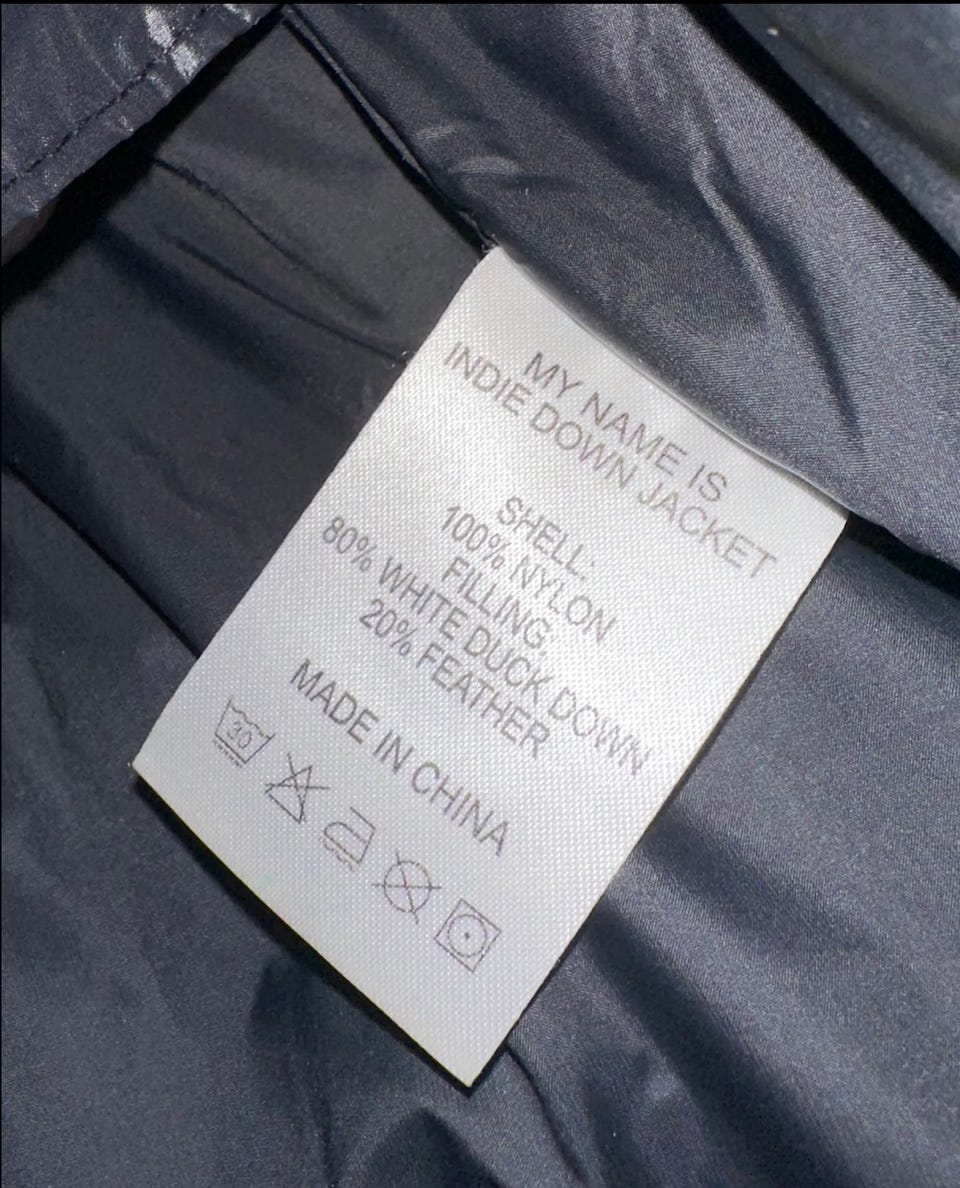 MY NAME IS
INDIE DOWN JACKET
SHELL:
100% NYLON
FILLING:
80% WHITE DUCK DOWN
20% FEATHER
MADE IN CHINA
30